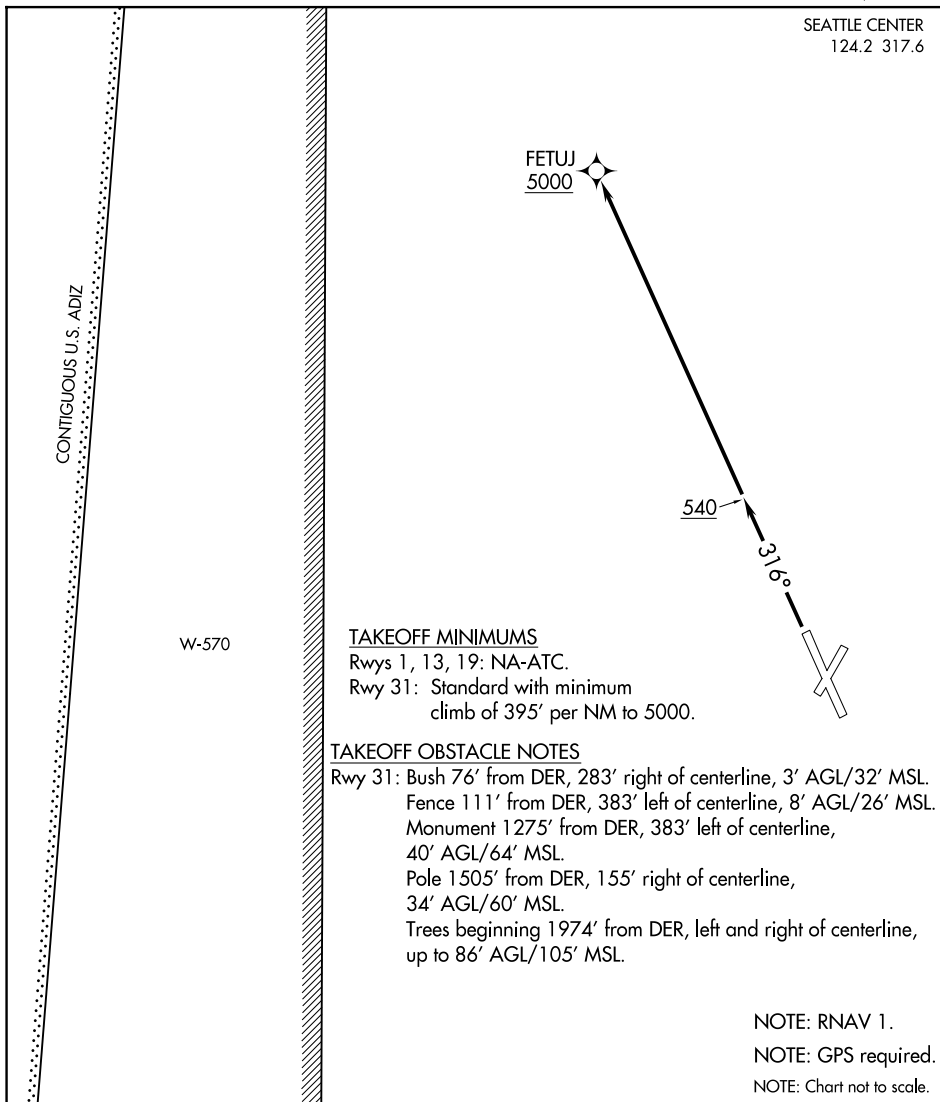 SEATTLE CENTER
124.2 317.6
FETUJ
5000
CONTIGUOUS U.S. ADIZ
540
316°
W-570
TAKEOFF MINIMUMS
Rwys 1, 13, 19: NA-ATC.
Rwy 31: Standard with minimum
climb of 395' per NM to 5000.
TAKEOFF OBSTACLE NOTES
Rwy 31: Bush 76' from DER, 283' right of centerline, 3' AGL/32' MSL.
Fence 111' from DER, 383' left of centerline, 8' AGL/26' MSL.
Monument 1275' from DER, 383' left of centerline,
40' AGL/64' MSL.
Pole 1505' from DER, 155' right of centerline,
34' AGL/60' MSL.
Trees beginning 1974' from DER, left and right of centerline,
up to 86' AGL/105' MSL.
NOTE: RNAV 1.
NOTE: GPS required.
NOTE: Chart not to scale.